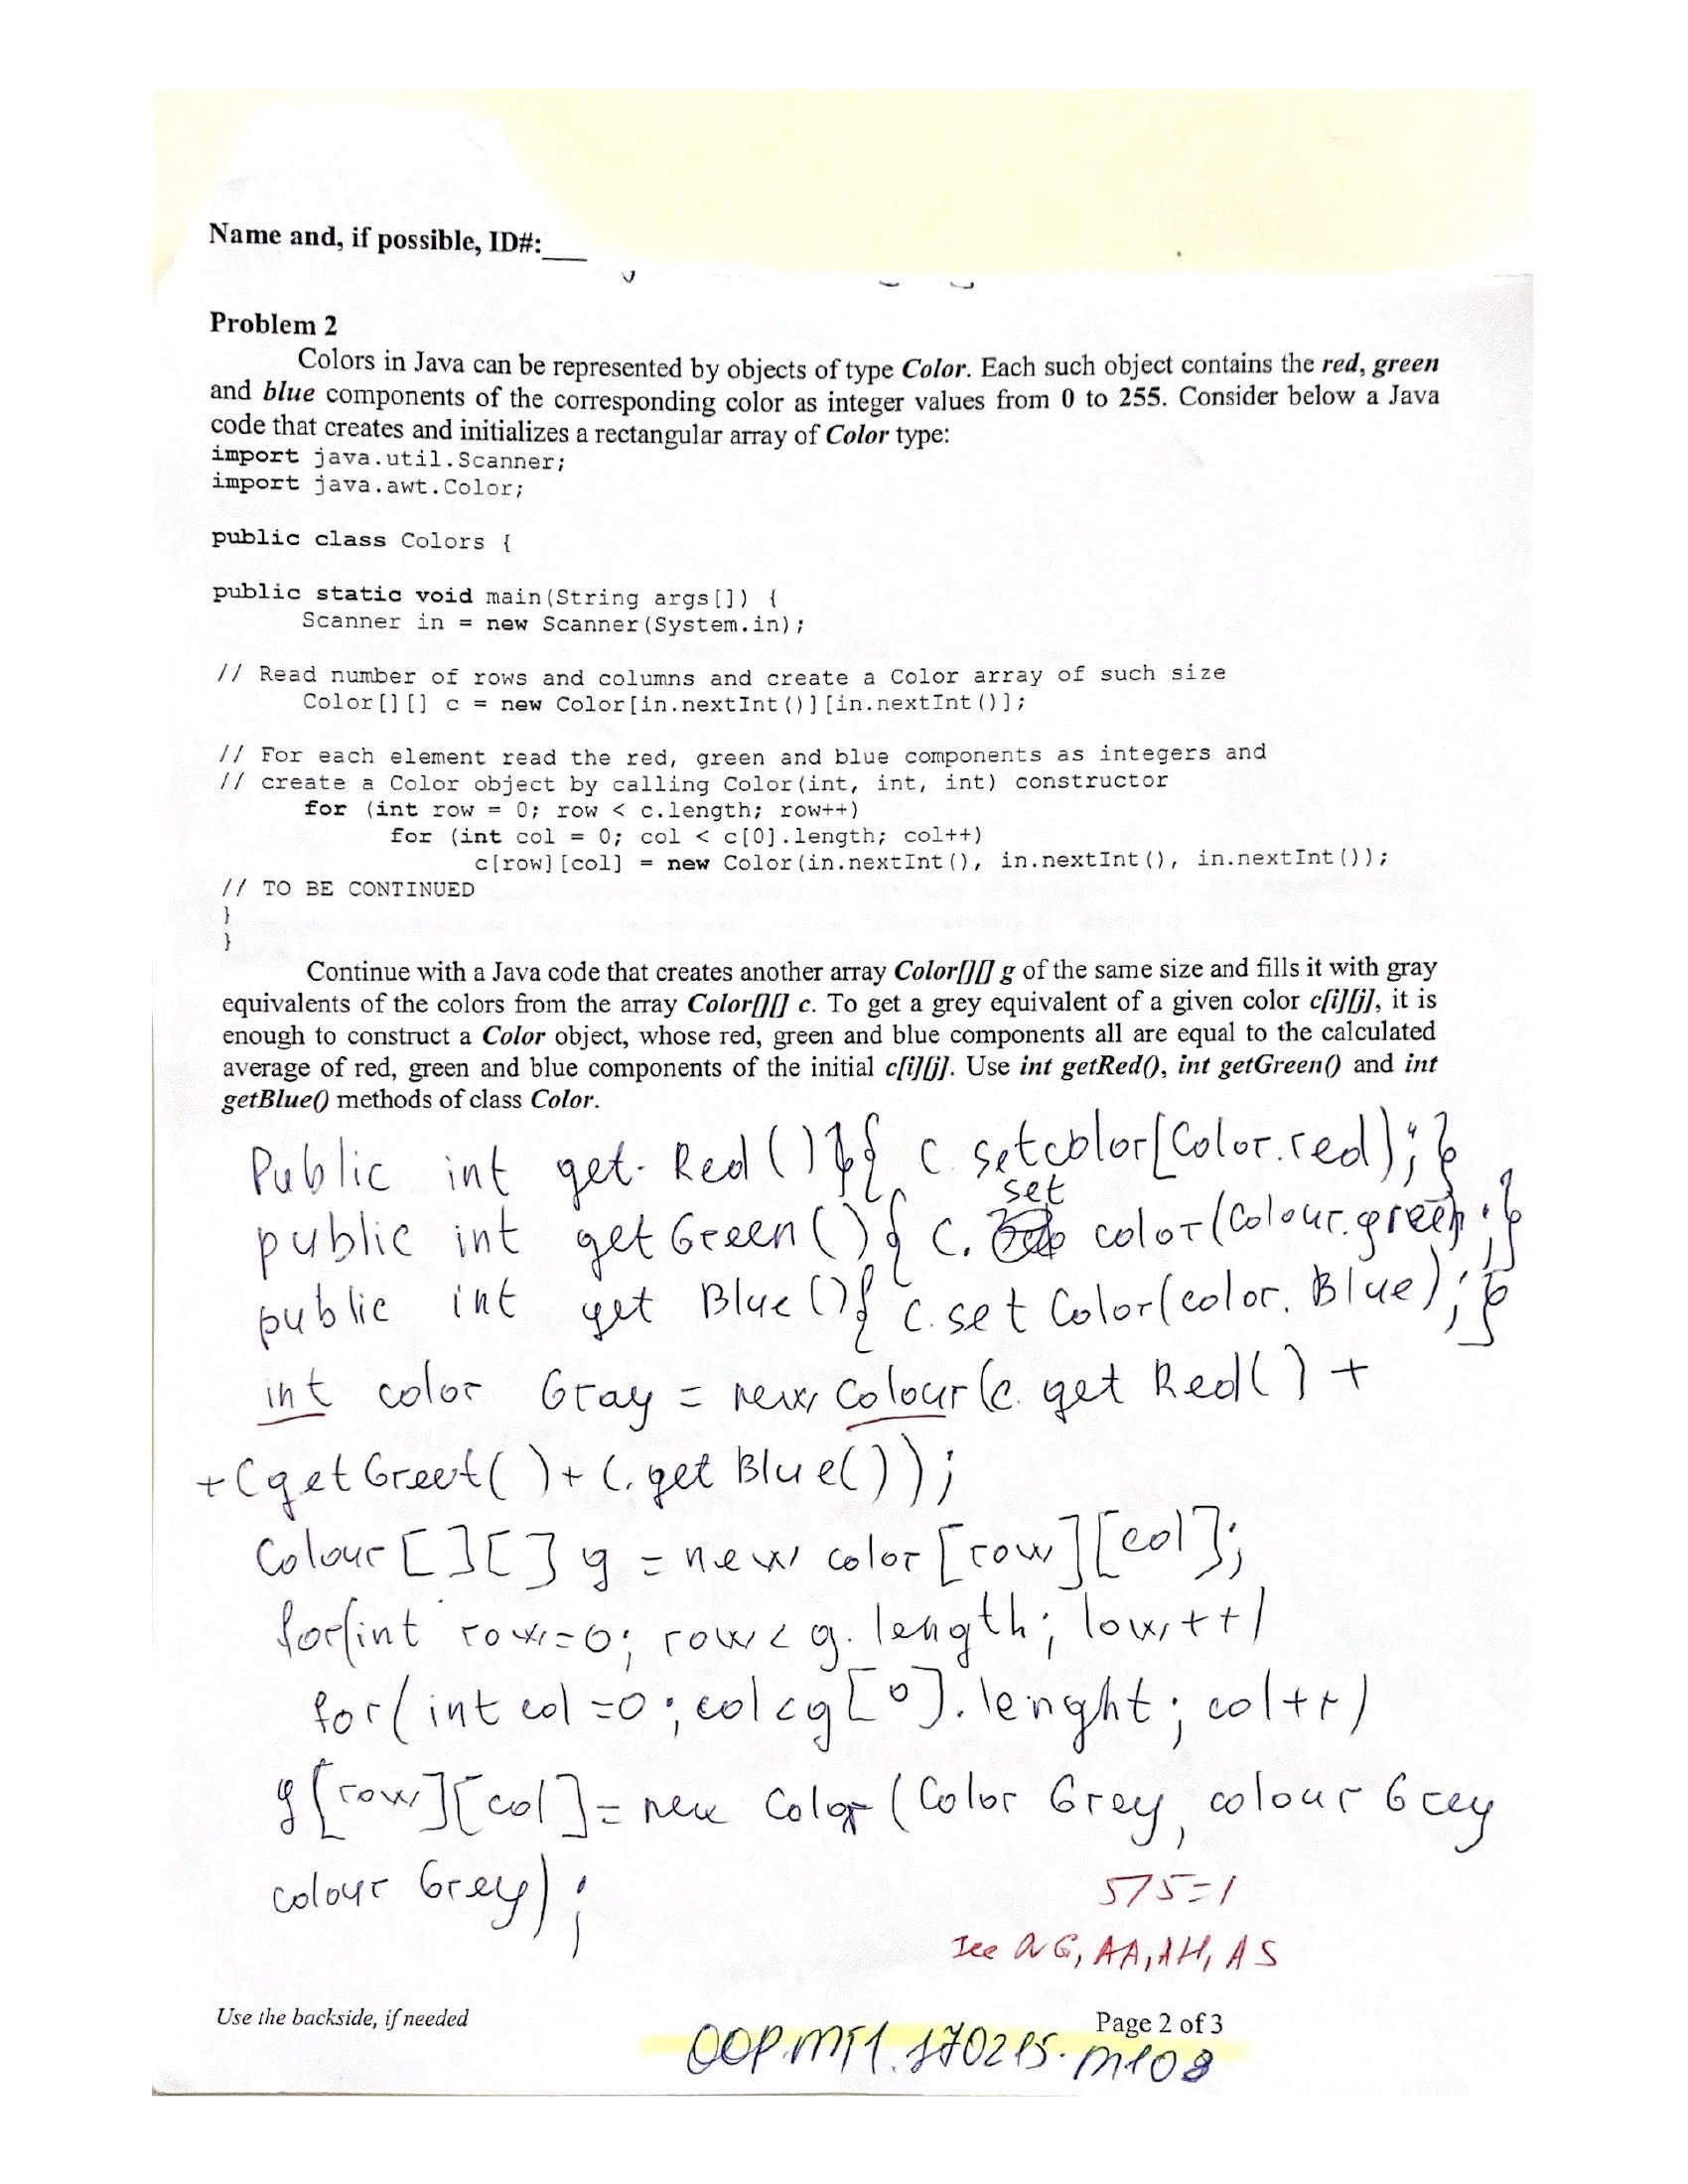 Name and, if possible, ID#:___
Problem 2
Colors in Java can be represented by objects of type Color. Each such object contains the red, green
and blue components of the corresponding color as integer values from 0 to 255. Consider below a Java
code that creates and initializes a rectangular array of Color type:
import java.util.Scanner;
import java.awt.Color;
public class Colors {
public static void main(String args[]) {
Scanner in = new Scanner(System.in);
// Read number of rows and columns and create a Color array of such size
Color[][] c = new Color[in.nextInt()][in.nextInt()];
// For each element read the red, green and blue components as integers and
// create a Color object by calling Color(int, int, int) constructor
for (int row = 0; row < c.length; row++)
for (int col = 0; col < c[0].length; col++)
c[row][col] = new Color(in.nextInt(), in.nextInt(), in.nextInt());
// TO BE CONTINUED
}
}
Continue with a Java code that creates another array Color[][] g of the same size and fills it with gray
equivalents of the colors from the array Color[][] c. To get a grey equivalent of a given color c[i][j], it is
enough to construct a Color object, whose red, green and blue components all are equal to the calculated
average of red, green and blue components of the initial c[i][j]. Use int getRed(), int getGreen() and int
getBlue() methods of class Color.
Public int get Red () { c. setcolor[Color.red); }
public int get Green () { c. set color(Colour.green; }
public int get Blue () { c. set Color(color. Blue); }
int color Gray = new Colour(c. get Red() +
+ C get Greet() + C. get Blue());
Colour [][] g = new color [row][col];
for(int row=0; row < g. length; low++)
for( int col =0; col<g[0]. lenght; col++)
g[row][col] = new Color (Color Grey, colour Grey
colour Grey);
575=1
See AA, AH, AS
Use the backside, if needed
Page 2 of 3
OOP.MT1.170215.M108